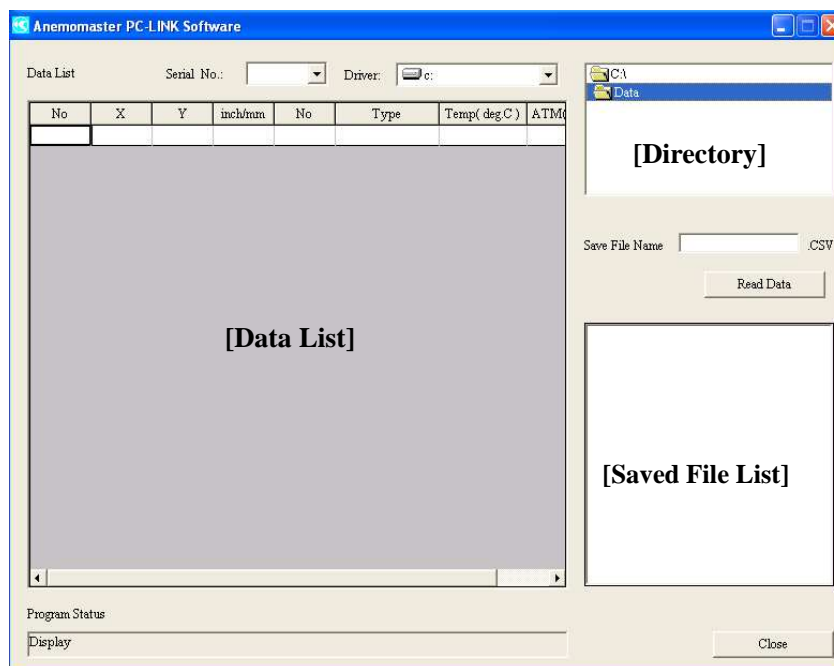 Anemomaster PC-LINK Software
Data List Serial No.: Driver: c:
No X Y inch/mm No Type Temp( deg.C ) ATM(
[Data List]
Program Status
Display
C:\
Data
[Directory]
Save File Name .CSV
Read Data
[Saved File List]
Close